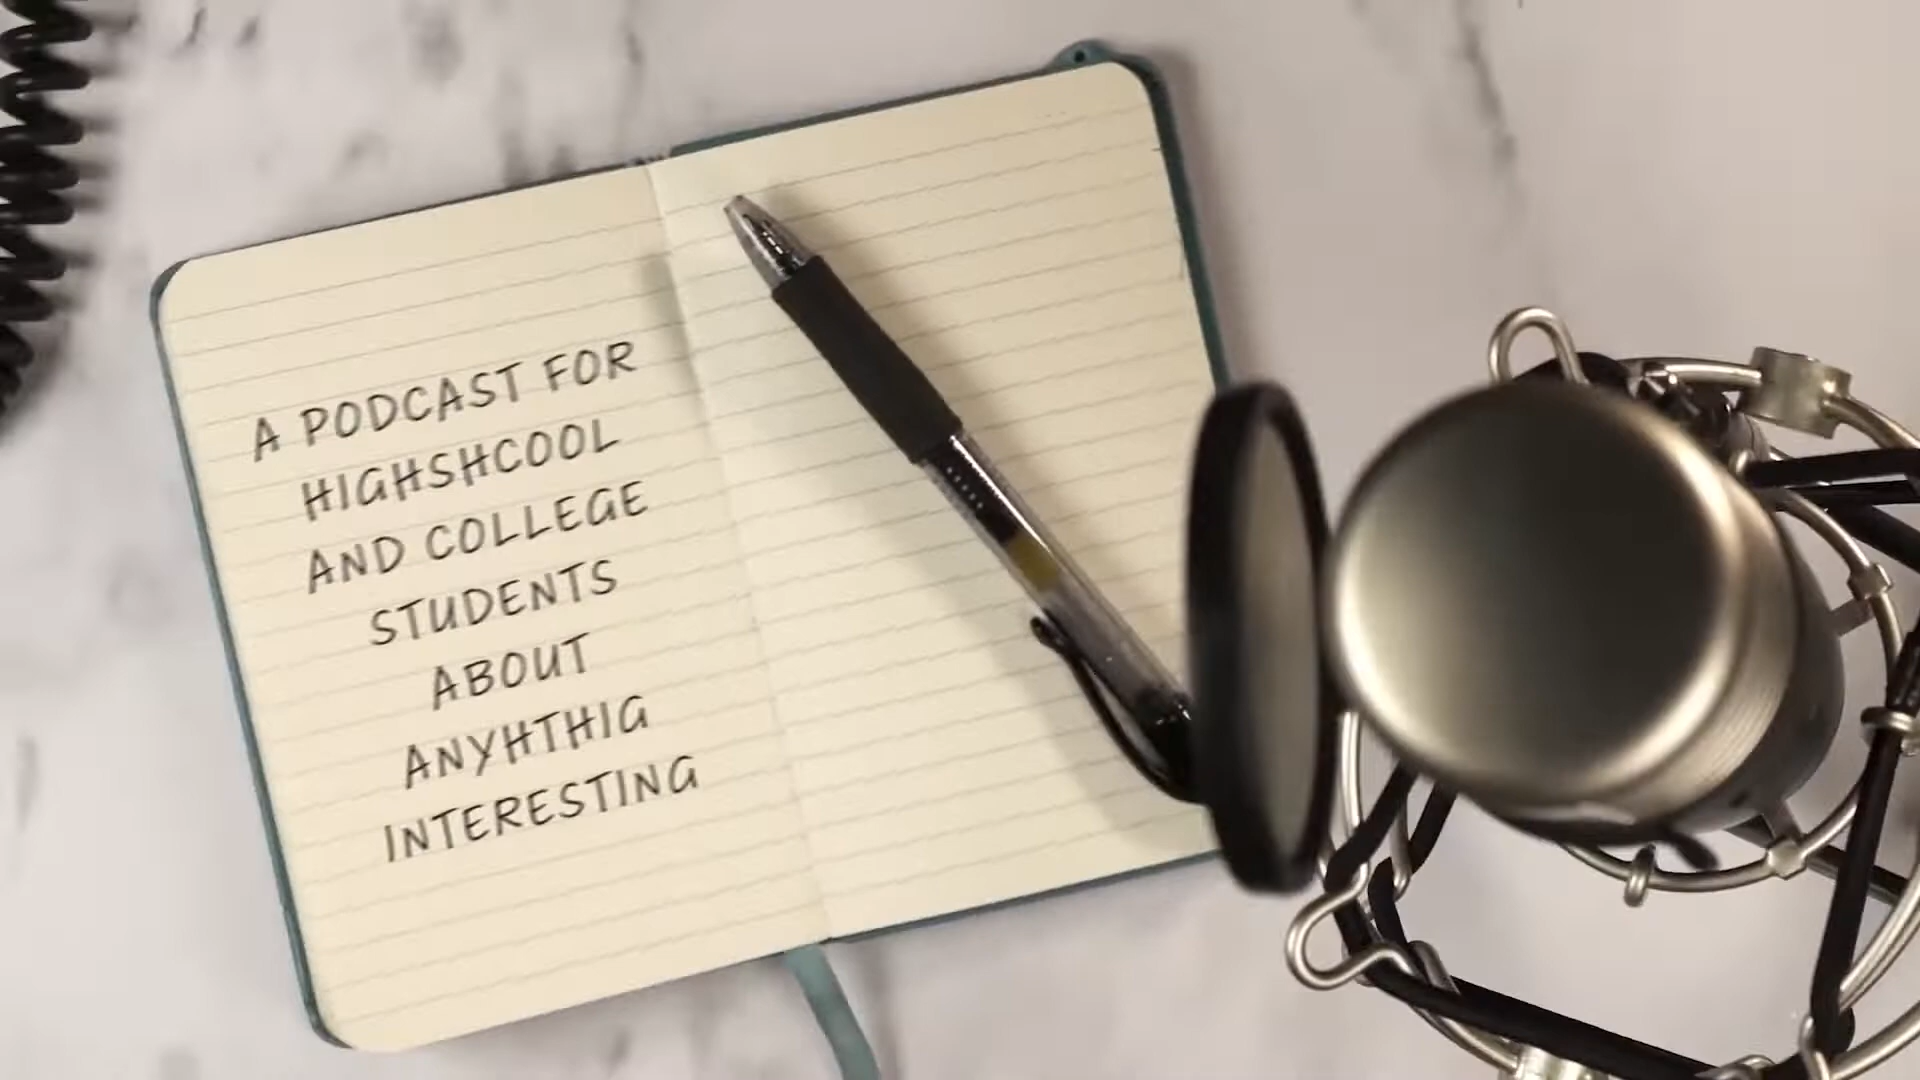 A PODCAST FOR
HIGHSHCOOL
AND COLLEGE
STUDENTS
ABOUT
ANYHTHIG
INTERESTING